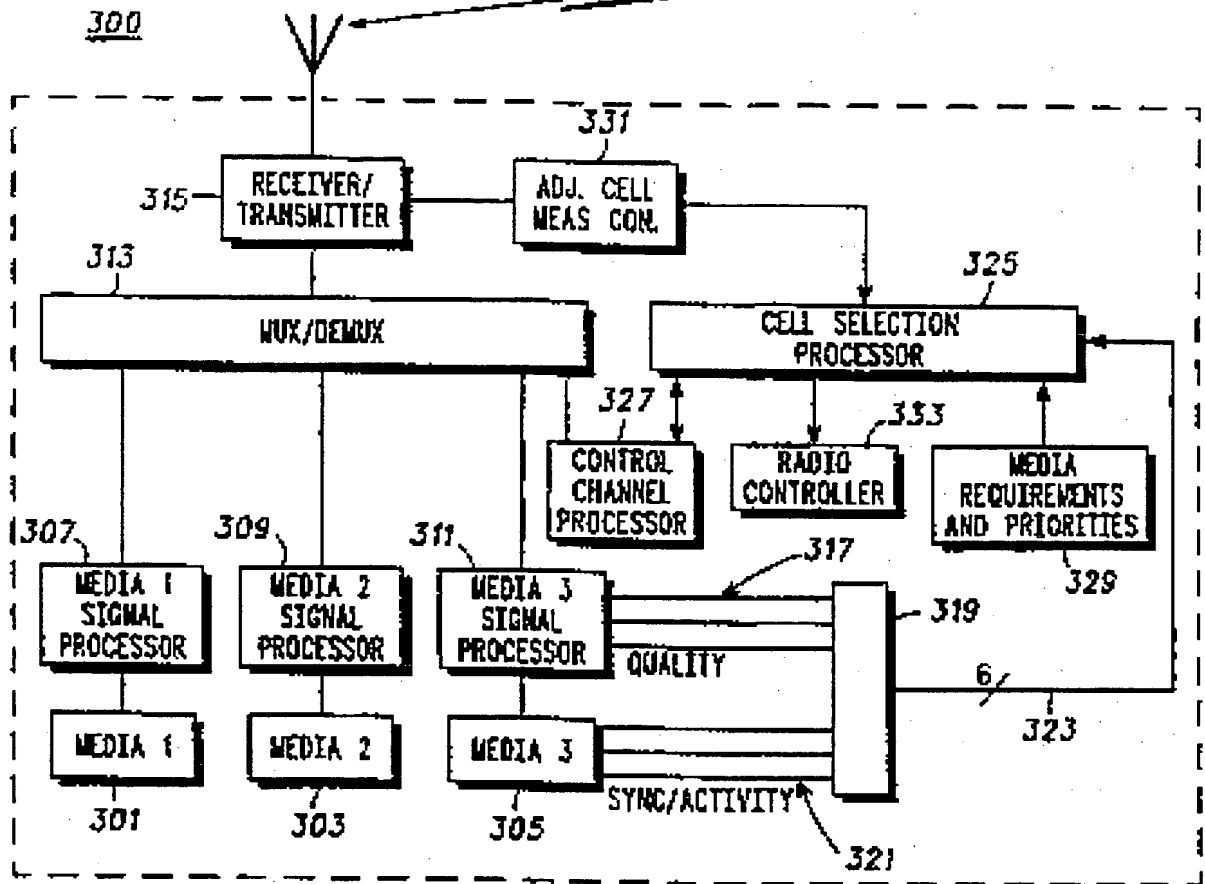 300
331
315
RECEIVER/
TRANSMITTER
ADJ. CELL
MEAS CON.
313
325
MUX/DEMUX
CELL SELECTION
PROCESSOR
327
333
CONTROL
CHANNEL
PROCESSOR
RADIO
CONTROLLER
MEDIA
REQUIREMENTS
AND PRIORITIES
329
307
309
311
317
MEDIA 1
SIGNAL
PROCESSOR
MEDIA 2
SIGNAL
PROCESSOR
MEDIA 3
SIGNAL
PROCESSOR
319
QUALITY
6
323
MEDIA 1
MEDIA 2
MEDIA 3
SYNC/ACTIVITY
301
303
305
321